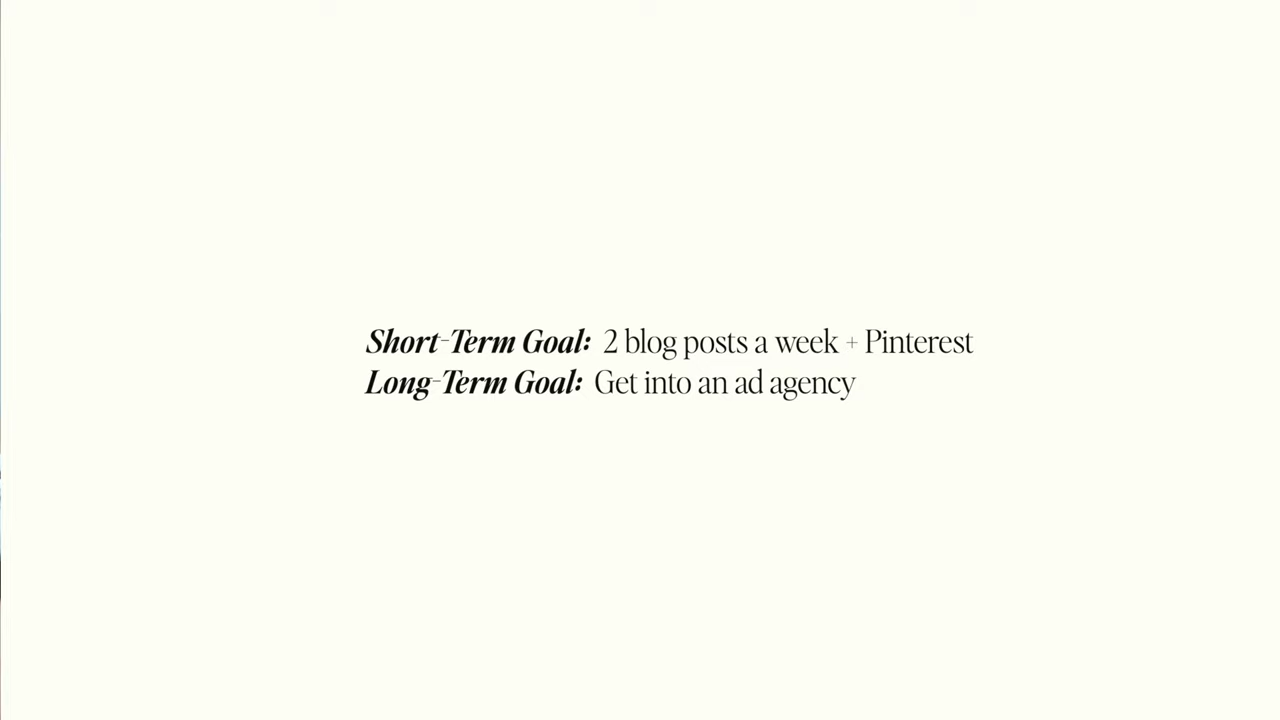 Short-Term Goal: 2 blog posts a week + Pinterest
Long-Term Goal: Get into an ad agency